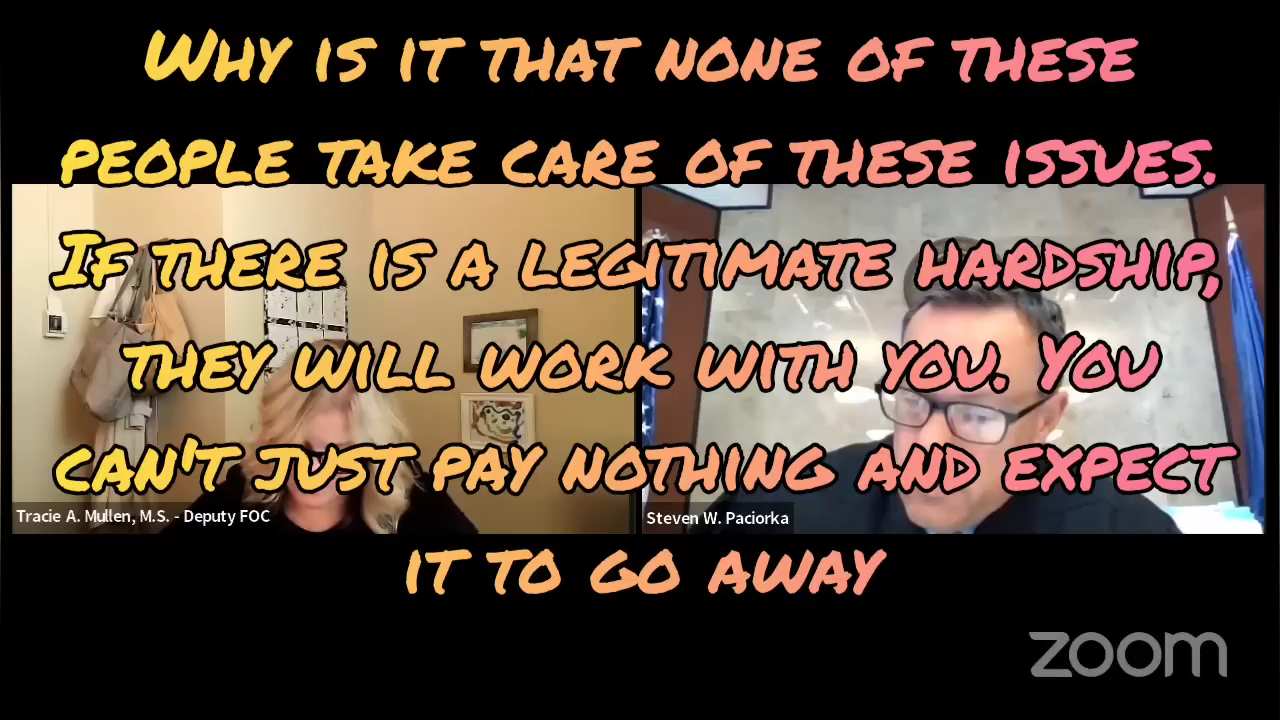 Why is it that none of these
people take care of these issues.
If there is a legitimate hardship,
they will work with you. You
can't just pay nothing and expect
Tracie A. Mullen, M.S. - Deputy FOC
Steven W. Paciorka
it to go away
zoom